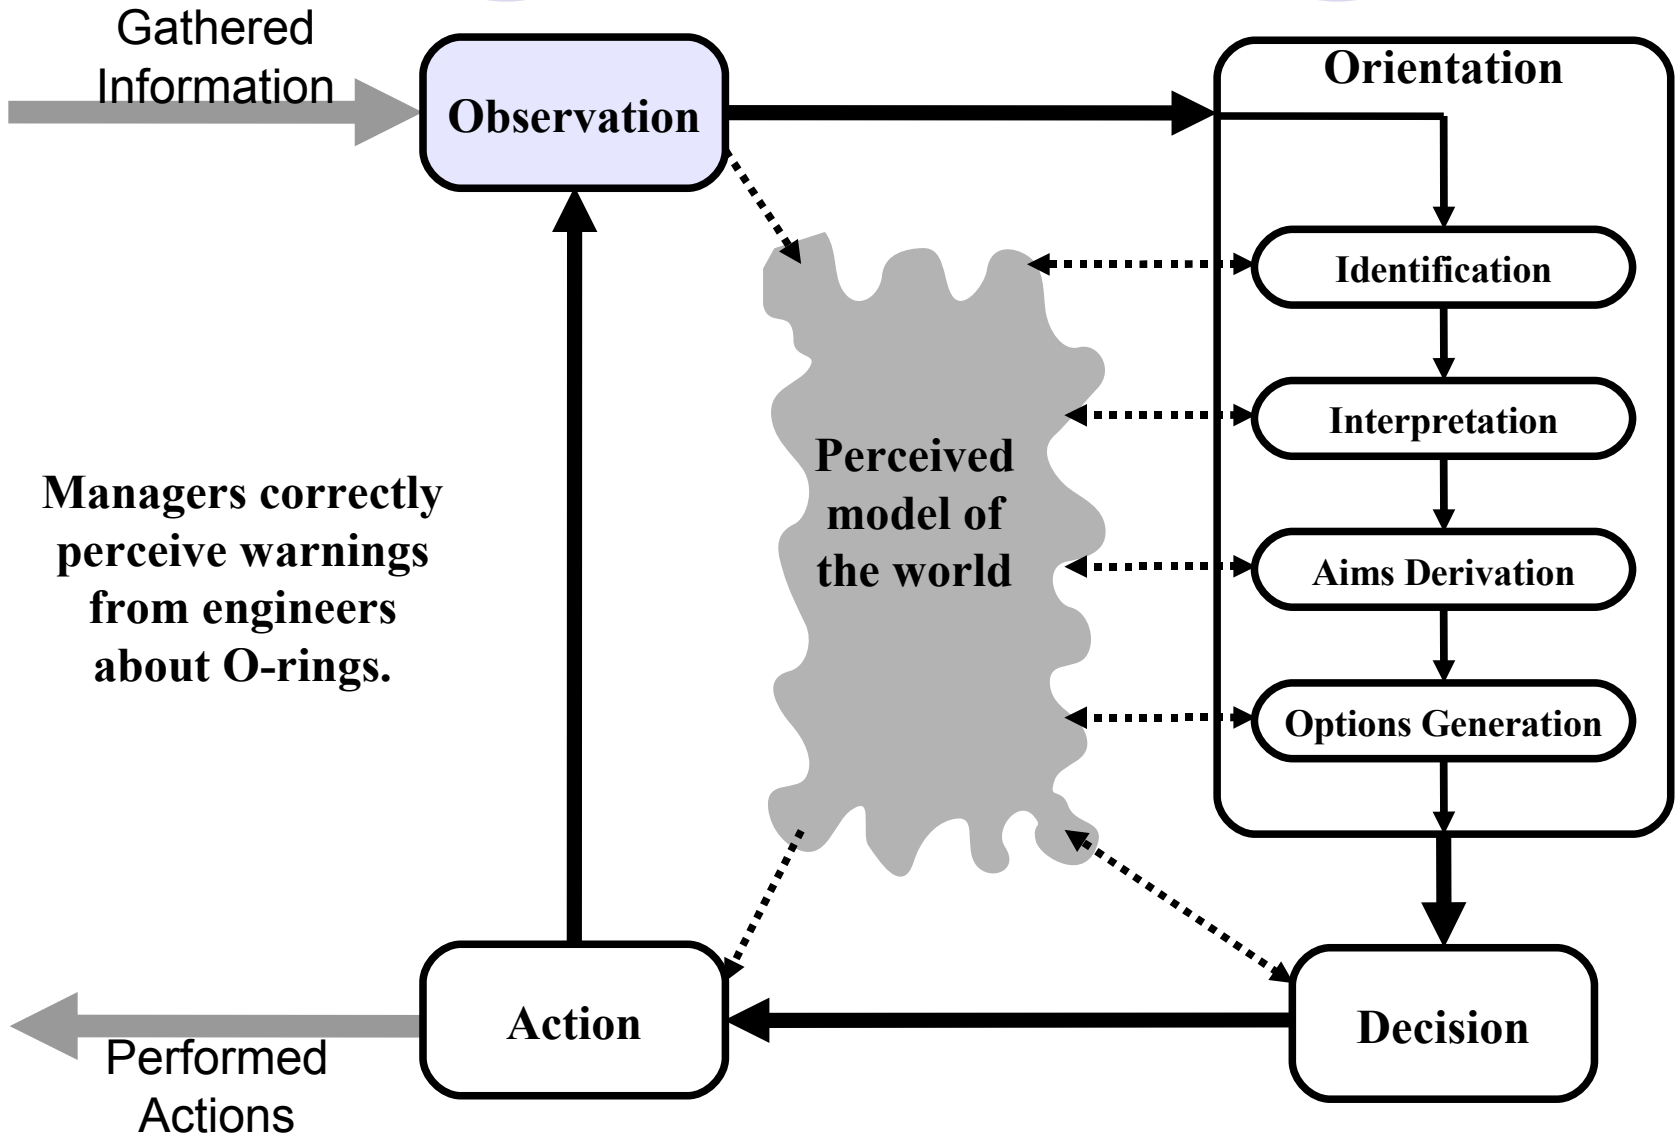 Gathered
Information
Observation
Orientation
Identification
Interpretation
Aims Derivation
Options Generation
Perceived
model of
the world
Managers correctly
perceive warnings
from engineers
about O-rings.
Action
Decision
Performed
Actions